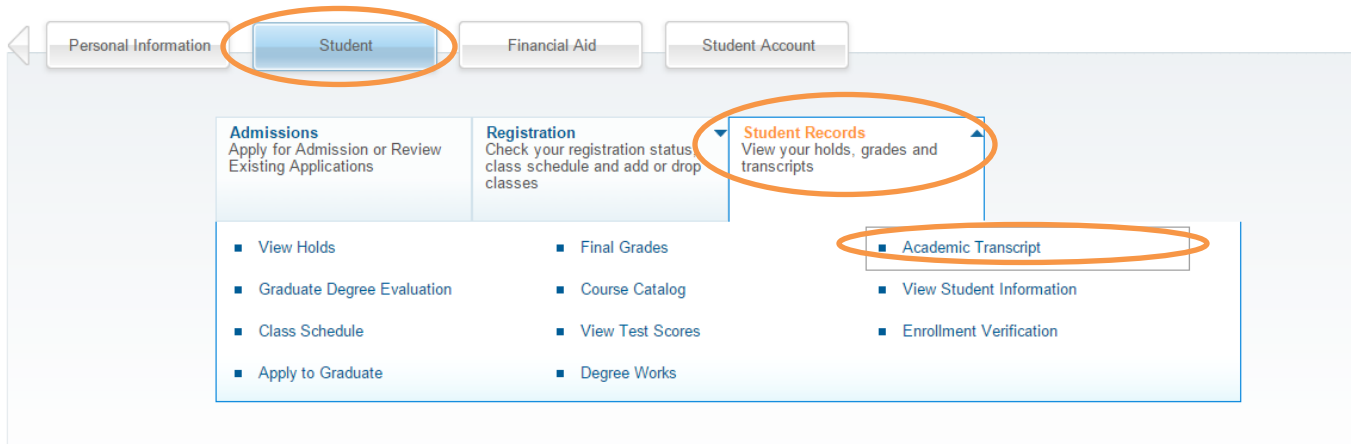 Personal Information
Student
Financial Aid
Student Account
Admissions
Apply for Admission or Review
Existing Applications
Registration
Check your registration status,
class schedule and add or drop
classes
Student Records
View your holds, grades and
transcripts
View Holds
Final Grades
Academic Transcript
Graduate Degree Evaluation
Course Catalog
View Student Information
Class Schedule
View Test Scores
Enrollment Verification
Apply to Graduate
Degree Works